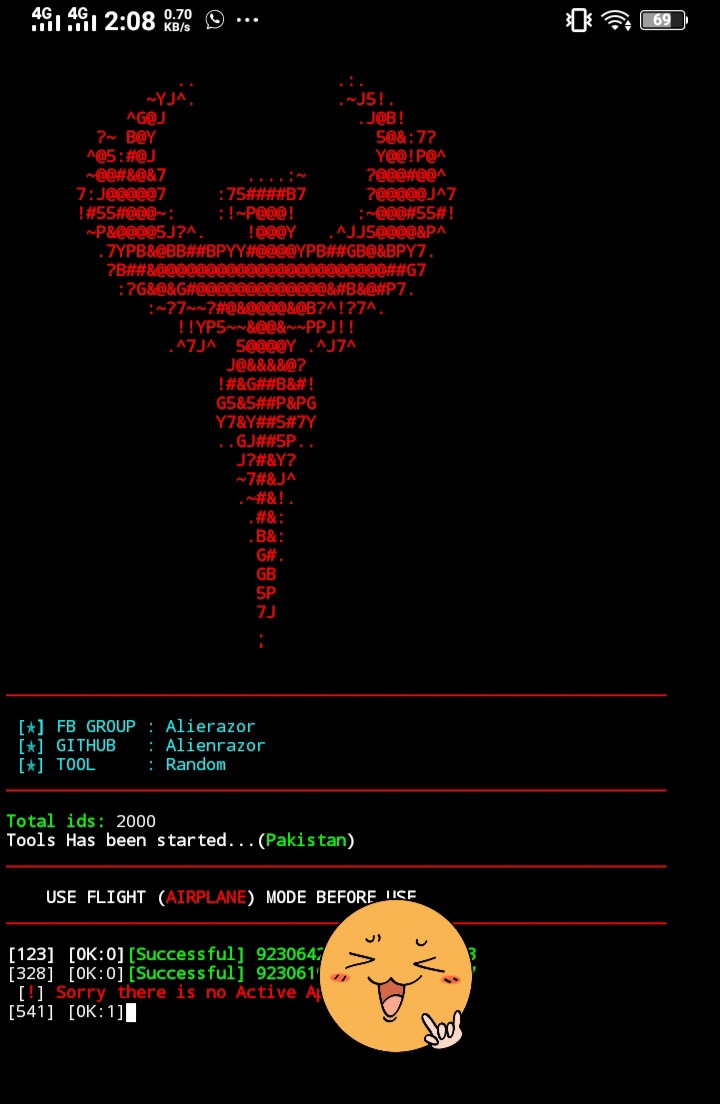 4G 4G 2:08 0.70 KB/s 69
.. .:.
~YJ^. .~J5!.
^G@J .J@B!
?~ B@Y 5@&:7?
^@5:#@J Y@@!P@^
~@@#&@&7 ....:~ ?@@@#@@^
7:J@@@@@7 :75####B7 ?@@@@@J^7
!#55#@@@~: :!~P@@@! :~@@@#55#!
~P&@@@@5J?^. !@@@Y .^JJ5@@@@&P^
.7YPB&@BB##BPYY#@@@@YPB##GB@&BPY7.
?B##&@@@@@@@@@@@@@@@@@@@@@@@##G7
:?G&@&G#@@@@@@@@@@@@@&#B&@#P7.
:~?7~~?#@&@@@@&@B?^!?7^.
!!YP5~~&@@&~~PPJ!!
.^7J^ 5@@@@Y .^J7^
J@&&&&@?
!#&G##B&#!
G5&5##P&PG
Y7&Y##5#7Y
..GJ##5P..
J?#&Y?
~7#&J^
.~#&!.
.#&:
.B&:
G#.
GB
5P
7J
;
[★] FB GROUP : Alierazor
[★] GITHUB : Alienrazor
[★] TOOL : Random
Total ids: 2000
Tools Has been started...(Pakistan)
USE FLIGHT (AIRPLANE) MODE BEFORE USE
[123] [OK:0][Successful] 9230642
[328] [OK:0][Successful] 923061
[!] Sorry there is no Active
[541] [OK:1]